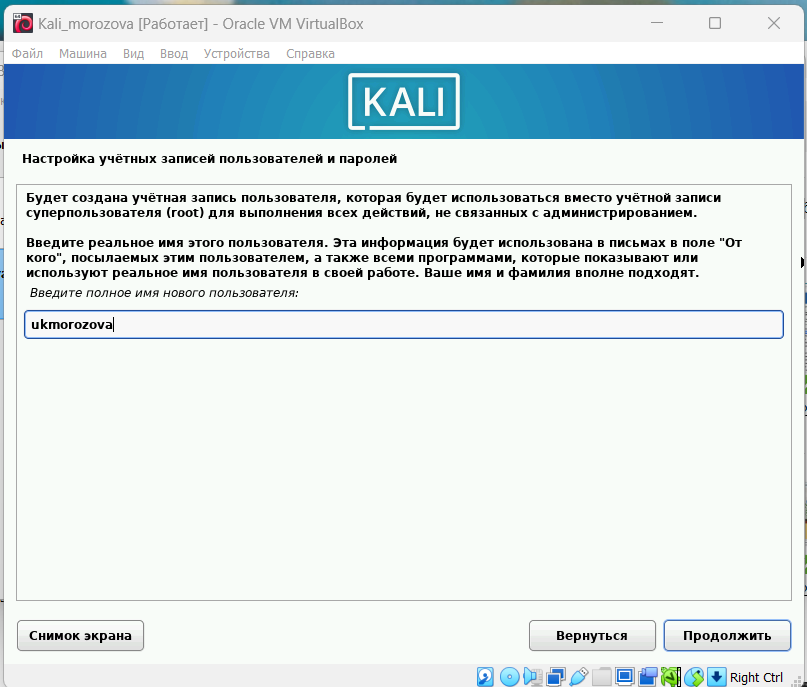 Kali_morozova [Работает] - Oracle VM VirtualBox
Файл Машина Вид Ввод Устройства Справка
KALI
Настройка учётных записей пользователей и паролей
Будет создана учётная запись пользователя, которая будет использоваться вместо учётной записи
суперпользователя (root) для выполнения всех действий, не связанных с администрированием.
Введите реальное имя этого пользователя. Эта информация будет использована в письмах в поле "От
кого", посылаемых этим пользователем, а также всеми программами, которые показывают или
используют реальное имя пользователя в своей работе. Ваше имя и фамилия вполне подходят.
Введите полное имя нового пользователя:
ukmorozova
Снимок экрана Вернуться Продолжить
Right Ctrl